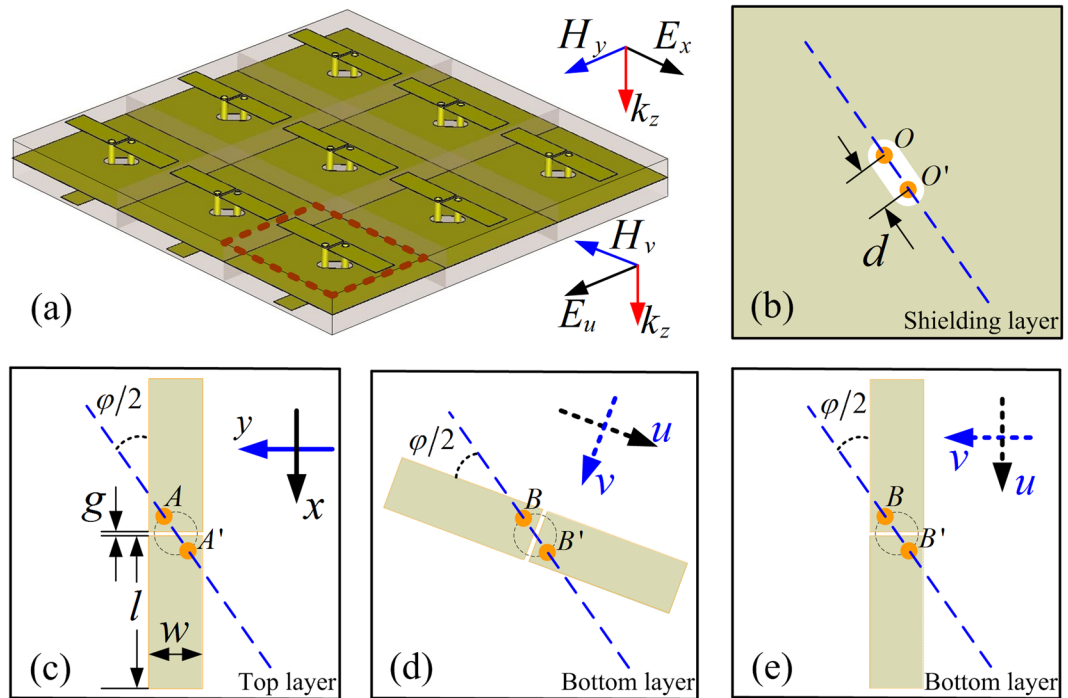 H_y E_x
k_z
H_v
E_u k_z
(a)
O
O'
d
(b)
Shielding layer
φ/2
y
x
A
g
A'
l
w
(c)
Top layer
φ/2
u
v
B
B'
(d)
Bottom layer
φ/2
v
u
B
B'
(e)
Bottom layer